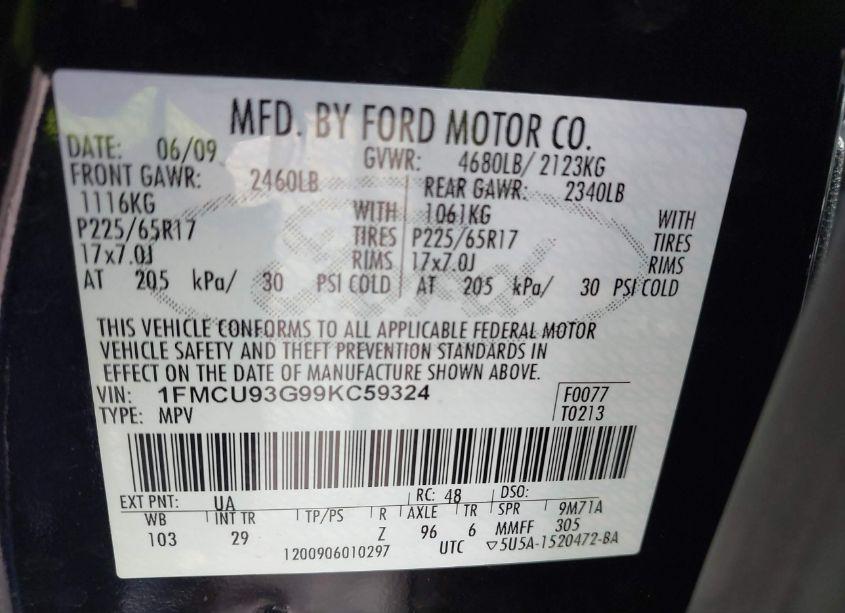 MFD. BY FORD MOTOR CO.
DATE: 06/09 GVWR: 4680LB/ 2123KG
FRONT GAWR: 2460LB REAR GAWR: 2340LB
1116KG WITH 1061KG WITH
P225/65R17 TIRES P225/65R17 TIRES
17x7.0J RIMS 17x7.0J RIMS
AT 205 kPa/ 30 PSI COLD AT 205 kPa/ 30 PSI COLD
THIS VEHICLE CONFORMS TO ALL APPLICABLE FEDERAL MOTOR
VEHICLE SAFETY AND THEFT PREVENTION STANDARDS IN
EFFECT ON THE DATE OF MANUFACTURE SHOWN ABOVE.
VIN: 1FMCU93G99KC59324 F0077
TYPE: MPV T0213
EXT PNT: UA RC: 48 DSO:
WB INT TR TP/PS R AXLE TR SPR 9M71A
103 29 Z 96 6 MMFF 305
1200906010297 UTC ▽5U5A-1520472-BA
Ford